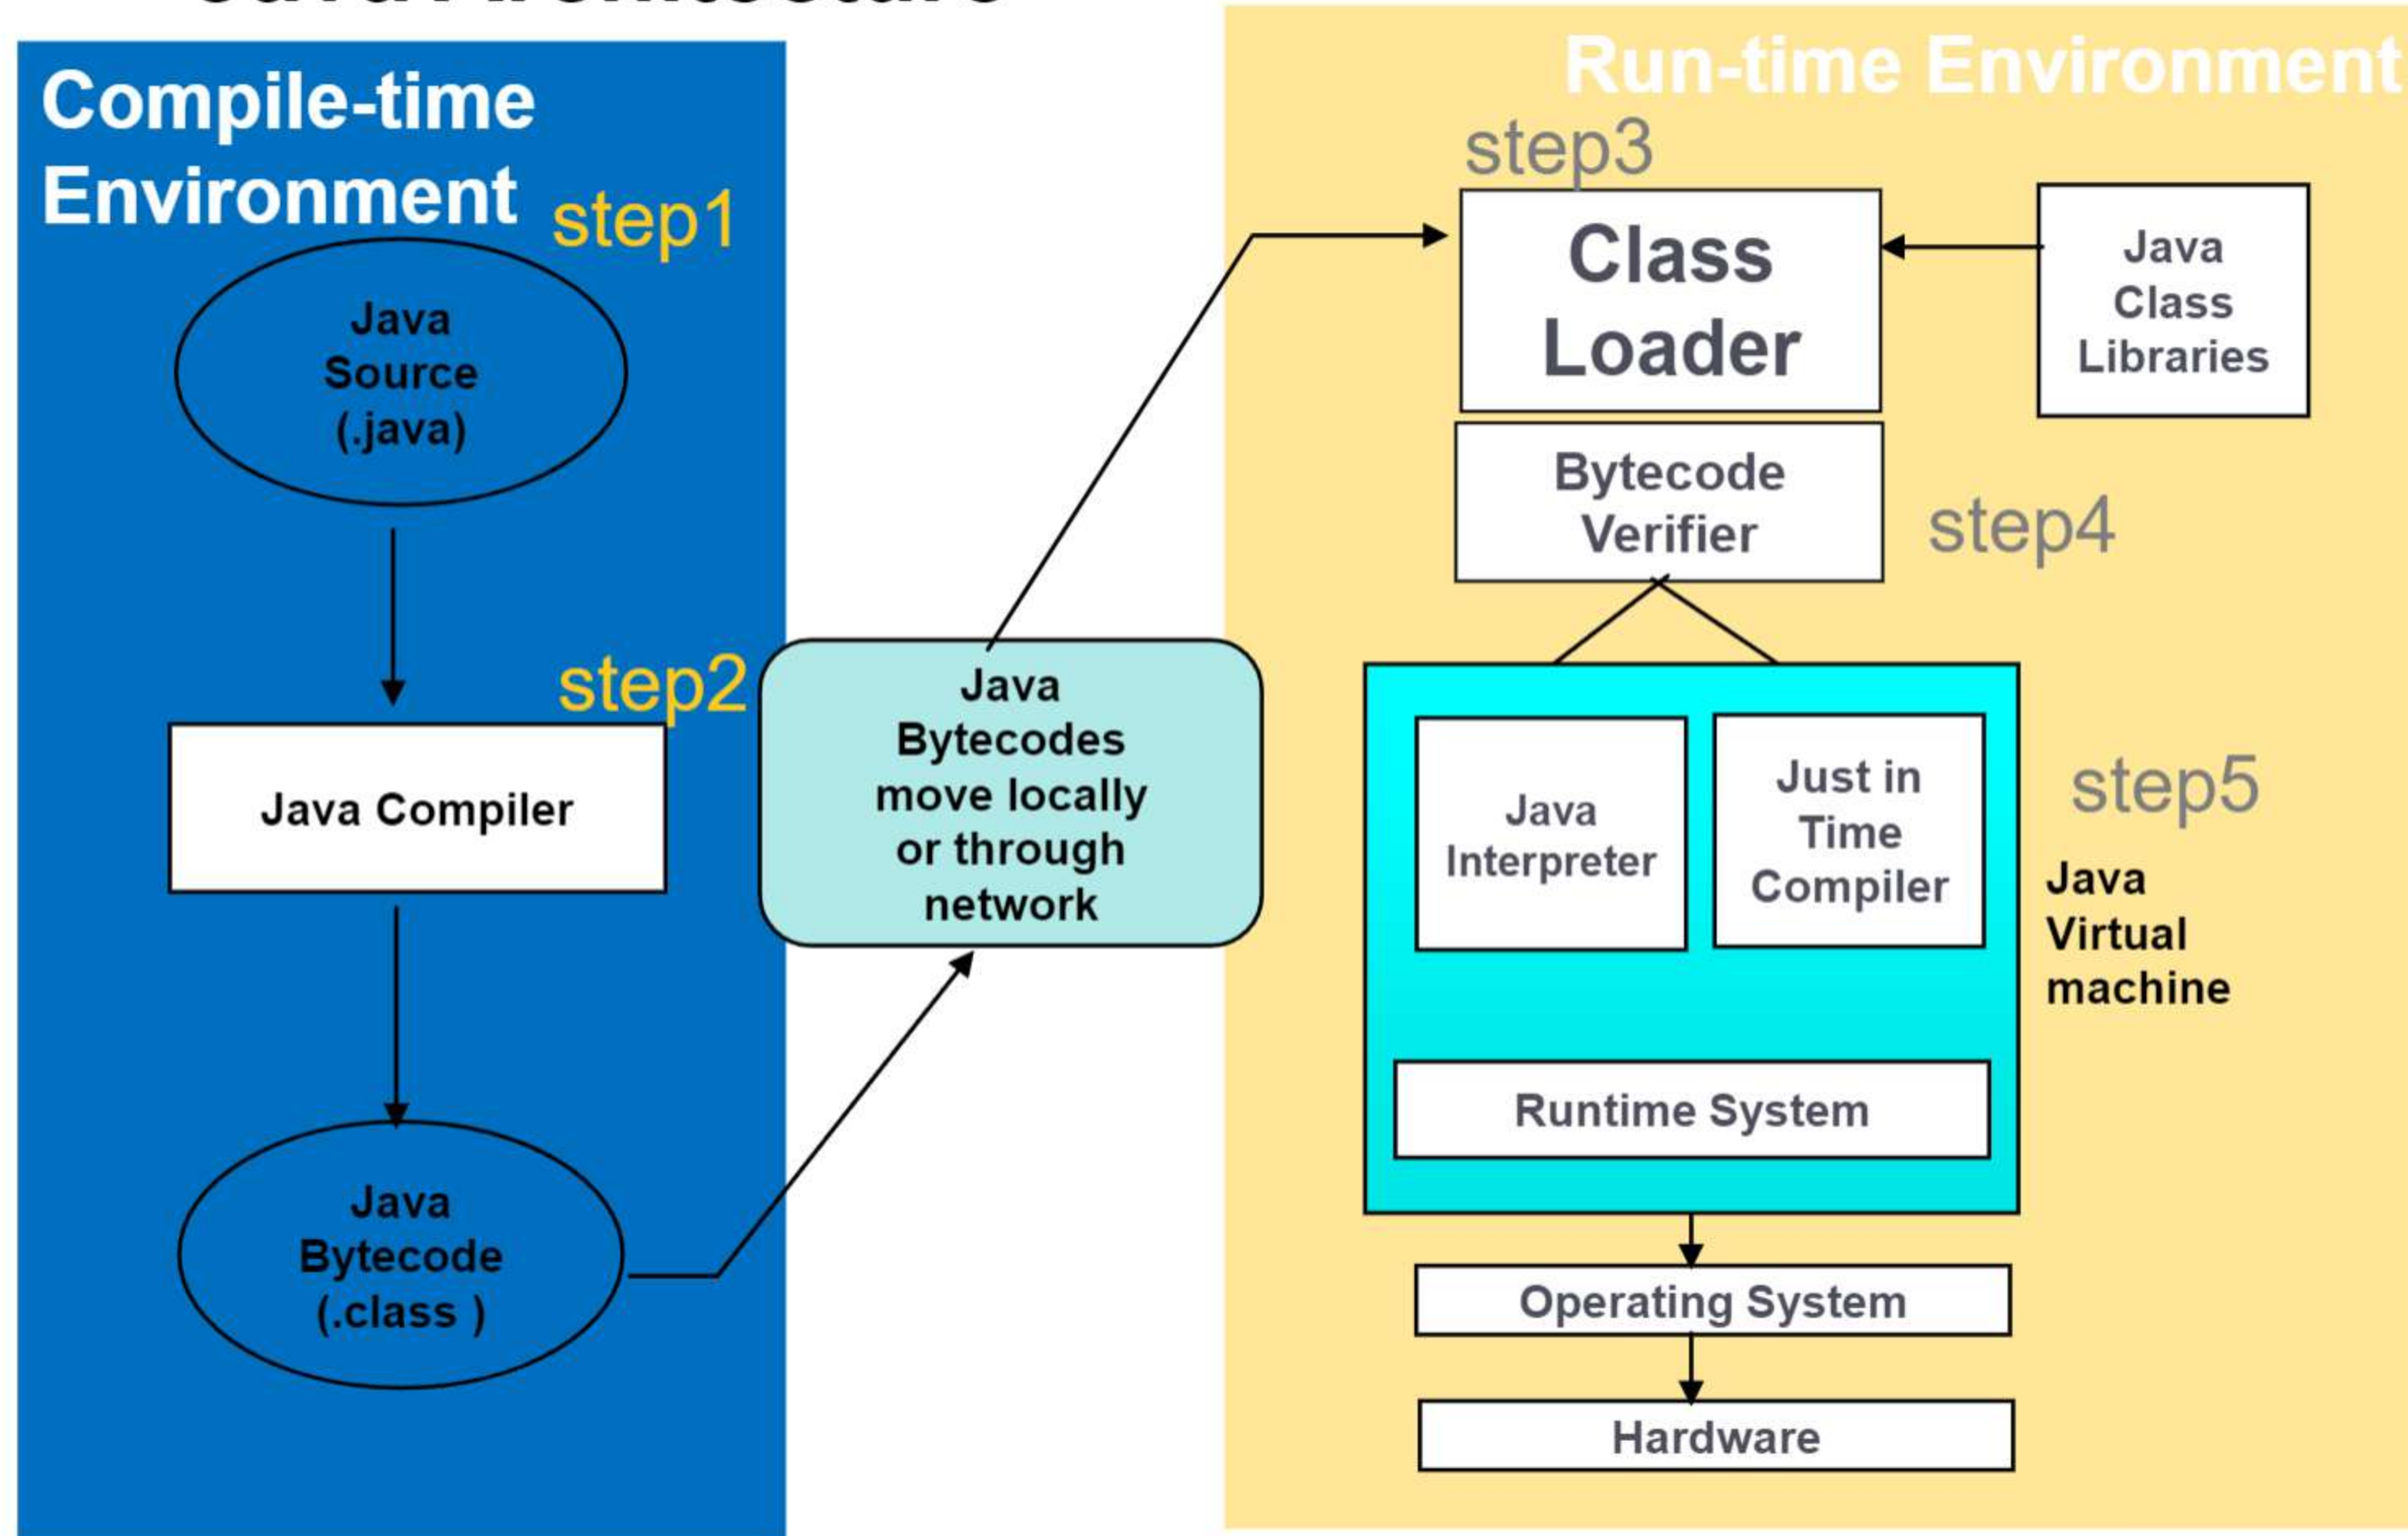 Java Architecture
Compile-time
Environment
step1
Java
Source
(.java)
step2
Java Compiler
Java
Bytecode
(.class )
Java
Bytecodes
move locally
or through
network
Run-time Environment
step3
Class
Loader
Java
Class
Libraries
Bytecode
Verifier
step4
Java
Interpreter
Just in
Time
Compiler
step5
Java
Virtual
machine
Runtime System
Operating System
Hardware